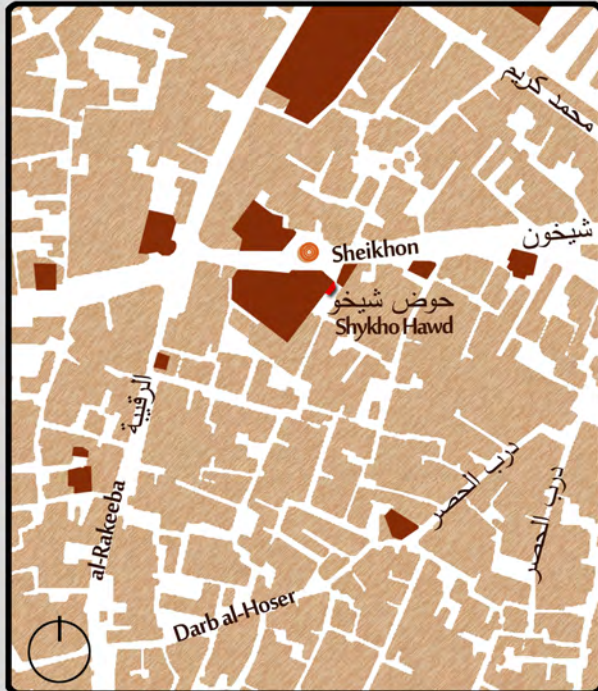 محمد كريم
شيخون
Sheikhon
حوض شيخو
Shykho Hawd
الرقيبة
درب الحصر
درب الحصر
al-Rakeeba
Darb al-Hoser